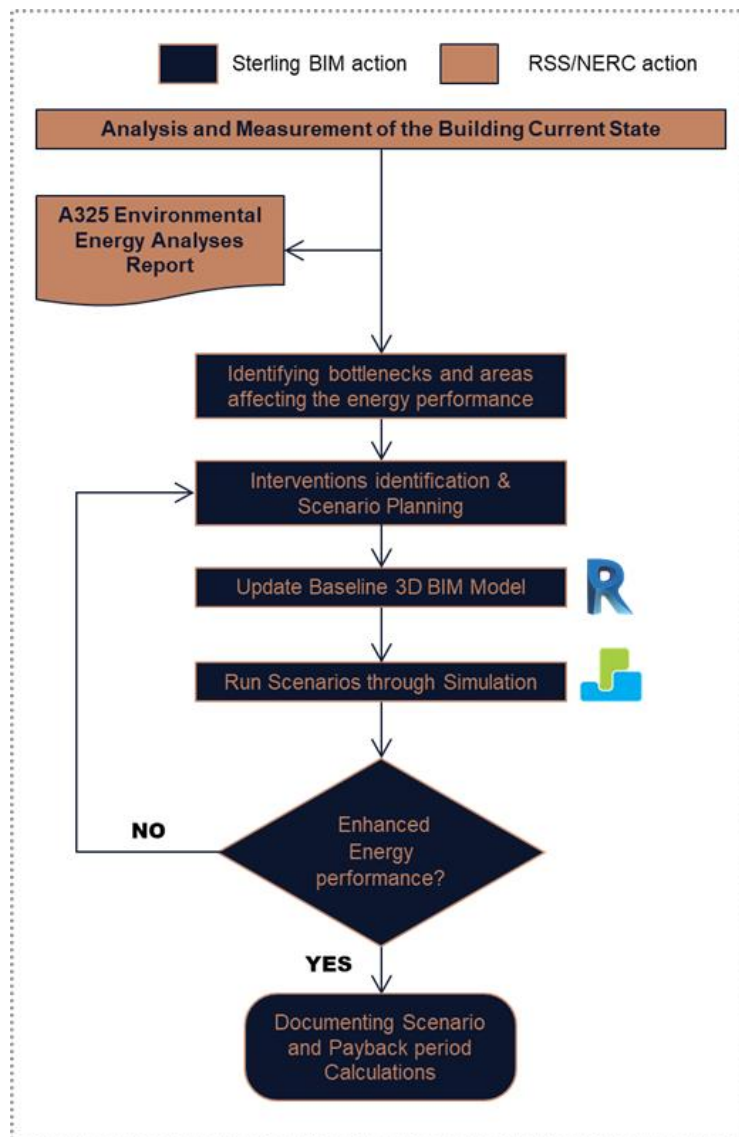 Sterling BIM action
RSS/NERC action
Analysis and Measurement of the Building Current State
A325 Environmental
Energy Analyses
Report
Identifying bottlenecks and areas
affecting the energy performance
Interventions identification &
Scenario Planning
Update Baseline 3D BIM Model
R
Run Scenarios through Simulation
Enhanced
Energy
performance?
NO
YES
Documenting Scenario
and Payback period
Calculations